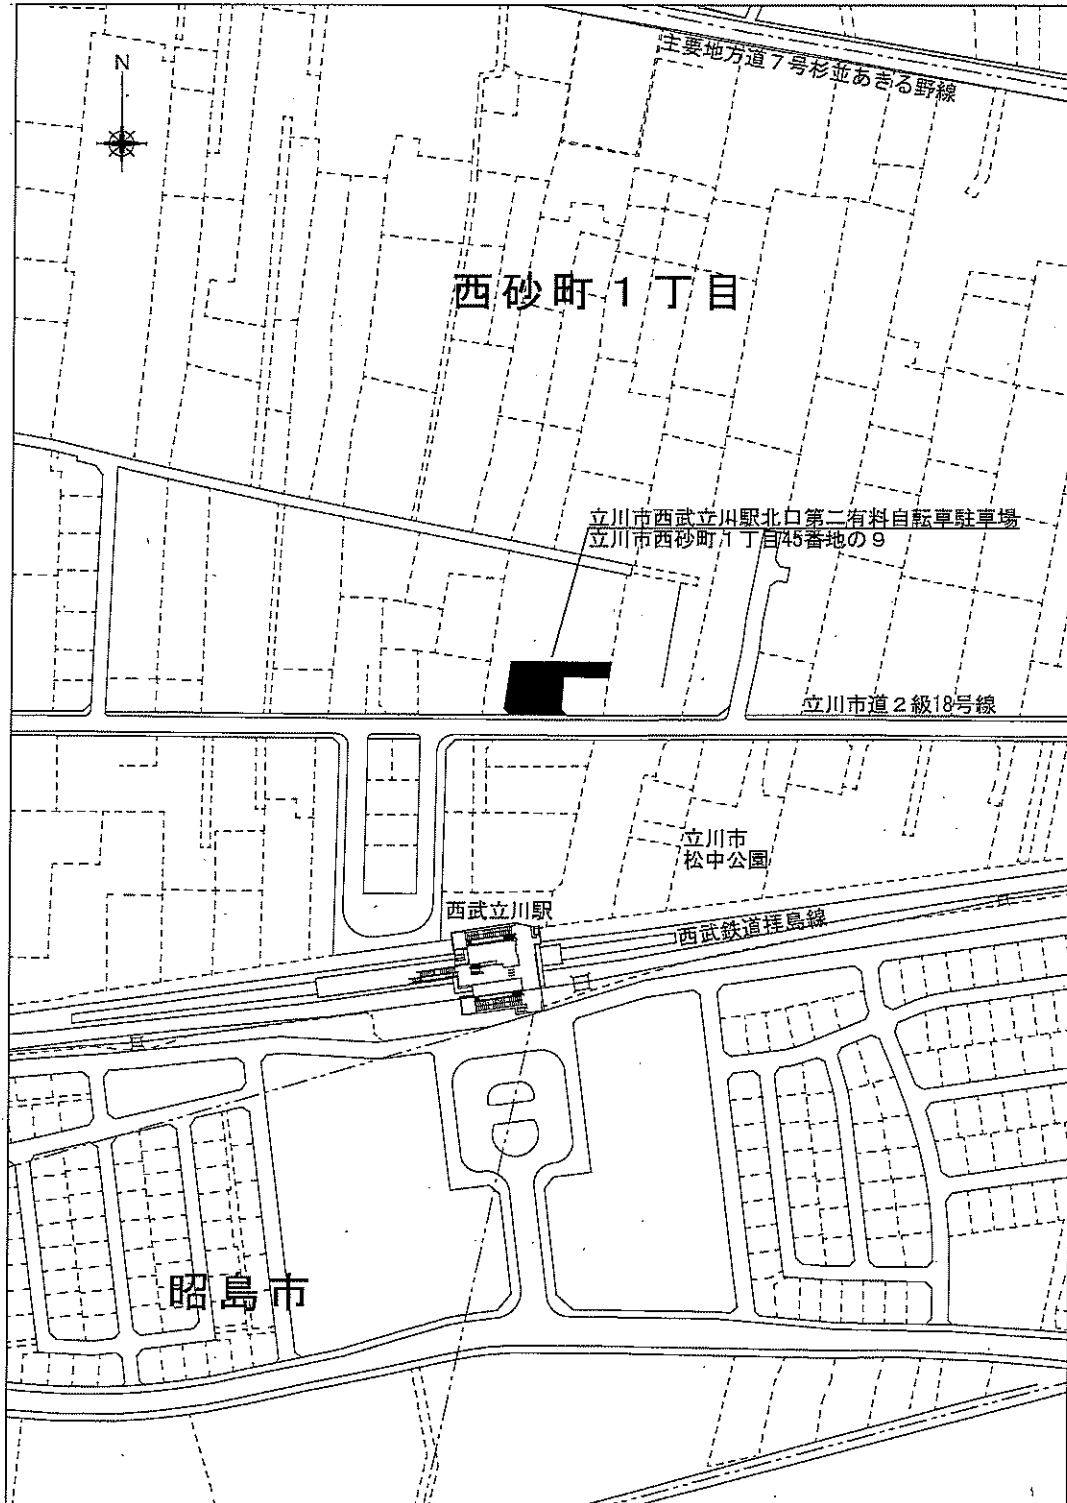 主要地方道７号杉並あきる野線
N
西砂町１丁目
立川市西武立川駅北口第二有料自転車駐車場
立川市西砂町１丁目45番地の９
立川市道２級18号線
立川市
松中公園
西武立川駅
西武鉄道拝島線
昭島市